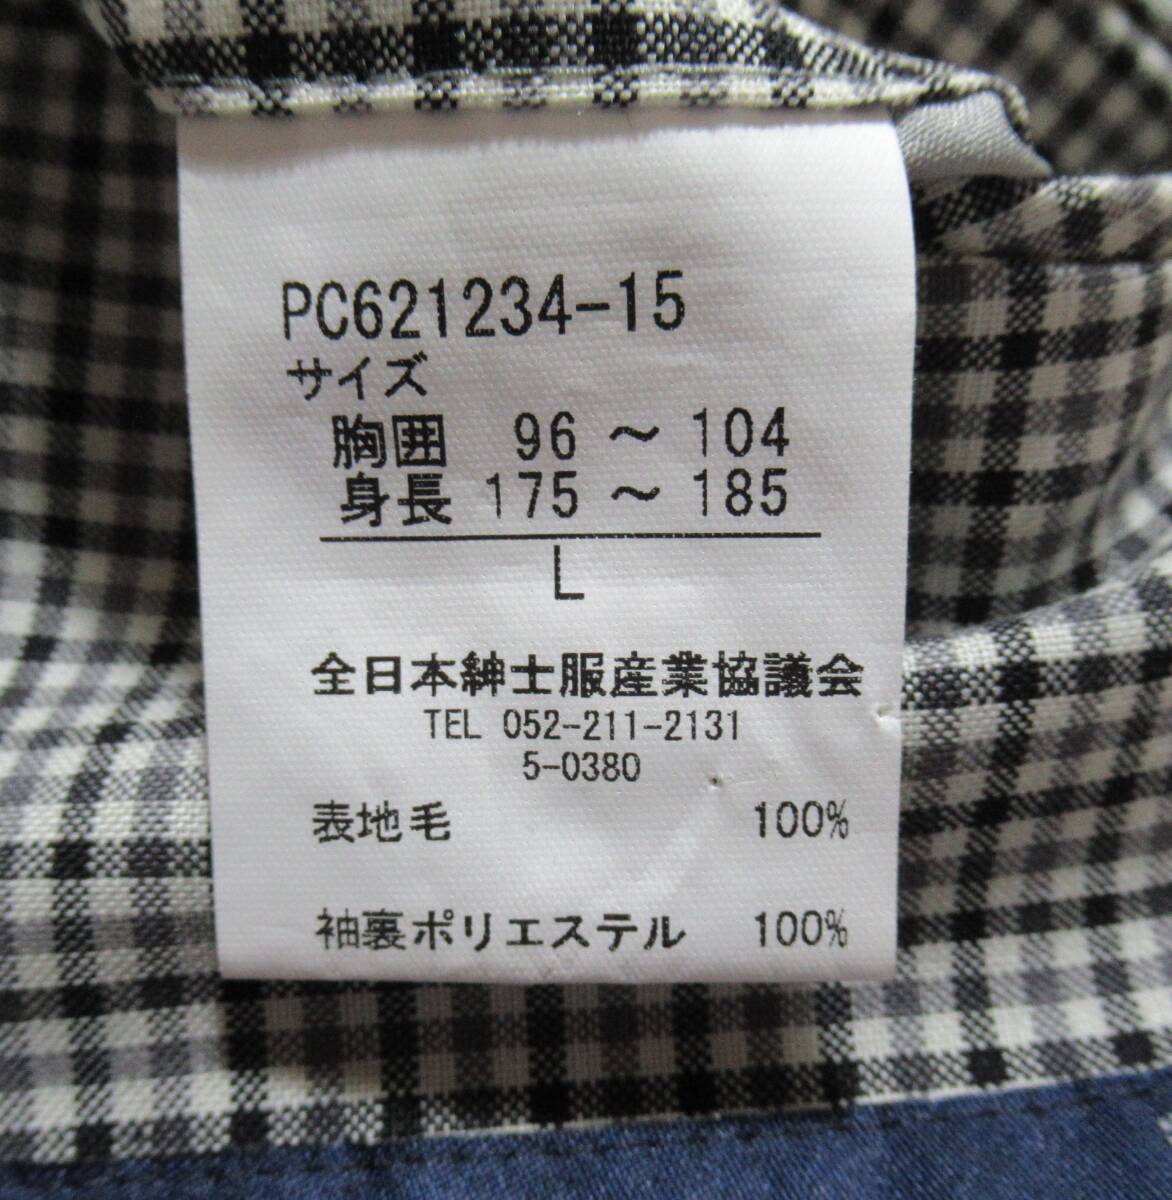 PC621234-15
サイズ
胸囲 96 ～ 104
身長 175 ～ 185
L
全日本紳士服産業協議会
TEL 052-211-2131
5-0380
表地毛 100%
袖裏ポリエステル 100%